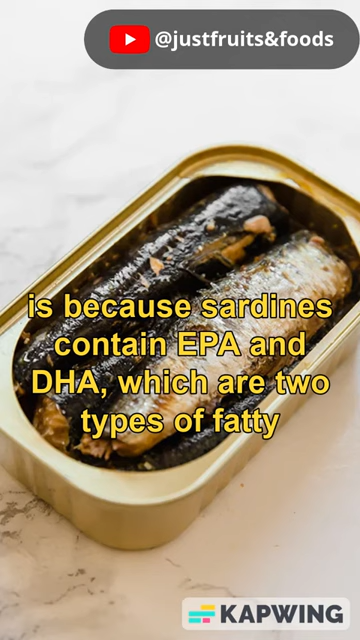 @justfruits&foods
is because sardines
contain EPA and
DHA, which are two
types of fatty
KAPWING